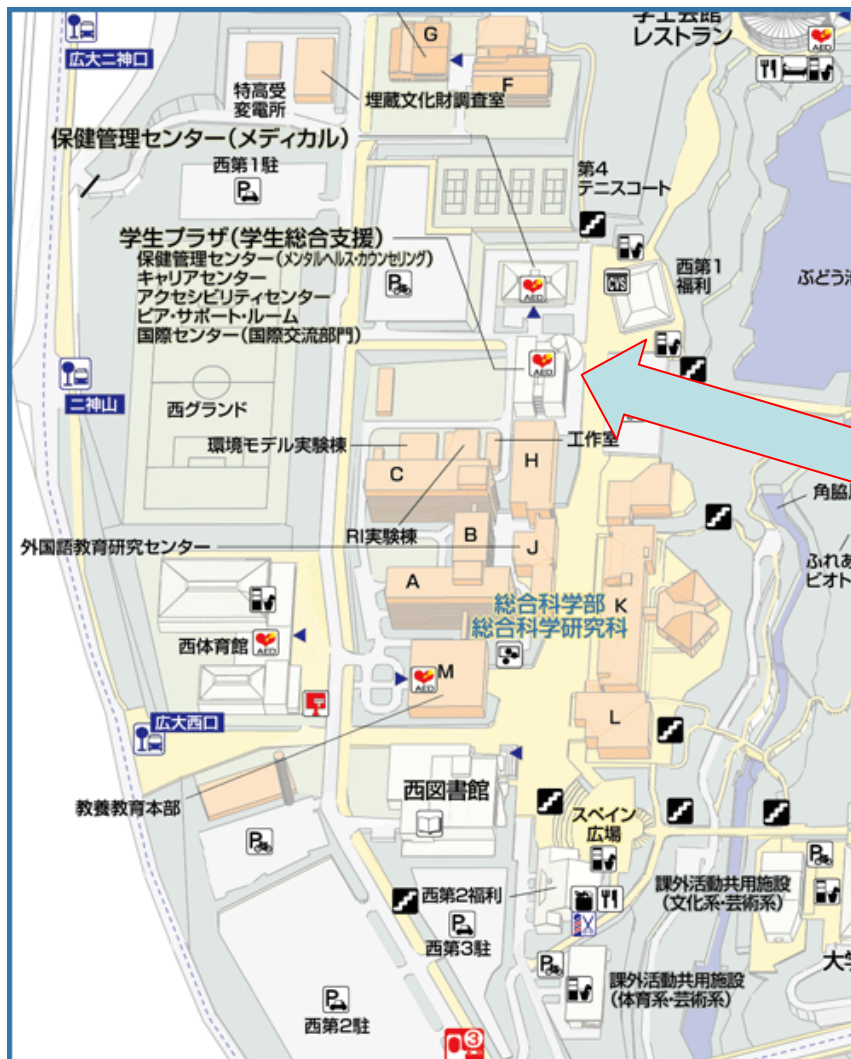 学士会館
レストラン
AED
広大二神口
G
F
特高受
変電所
埋蔵文化財調査室
保健管理センター(メディカル)
西第1駐
P
第4
テニスコート
学生プラザ(学生総合支援)
保健管理センター(メンタルヘルス・カウンセリング)
キャリアセンター
アクセシビリティセンター
ピア・サポート・ルーム
国際センター(国際交流部門)
P
AED
CVS
西第1
福利
ぶどう池
AED
二神山
西グランド
環境モデル実験棟
工作室
C
H
RI実験棟
角脇
外国語教育研究センター
B
J
ふれあ
ビオト
A
K
総合科学部
総合科学研究科
西体育館
AED
AED
M
広大西口
L
教養教育本部
西図書館
スペイン
広場
P
西第2福利
P
西第3駐
課外活動共用施設
(文化系・芸術系)
P
P
大学
課外活動共用施設
(体育系・芸術系)
P
西第2駐
3